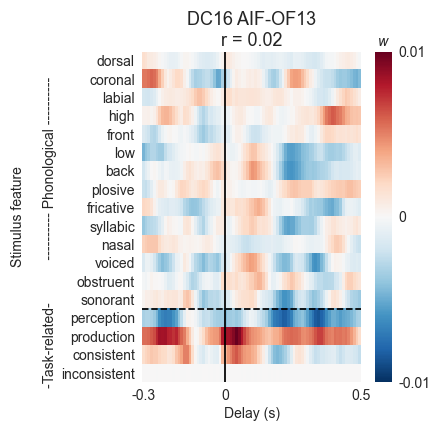 DC16 AIF-OF13
r = 0.02
w
0.01
0
-0.01
Stimulus feature
----------- Phonological -----------
-Task-related-
dorsal
coronal
labial
high
front
low
back
plosive
fricative
syllabic
nasal
voiced
obstruent
sonorant
perception
production
consistent
inconsistent
-0.3 0 0.5
Delay (s)